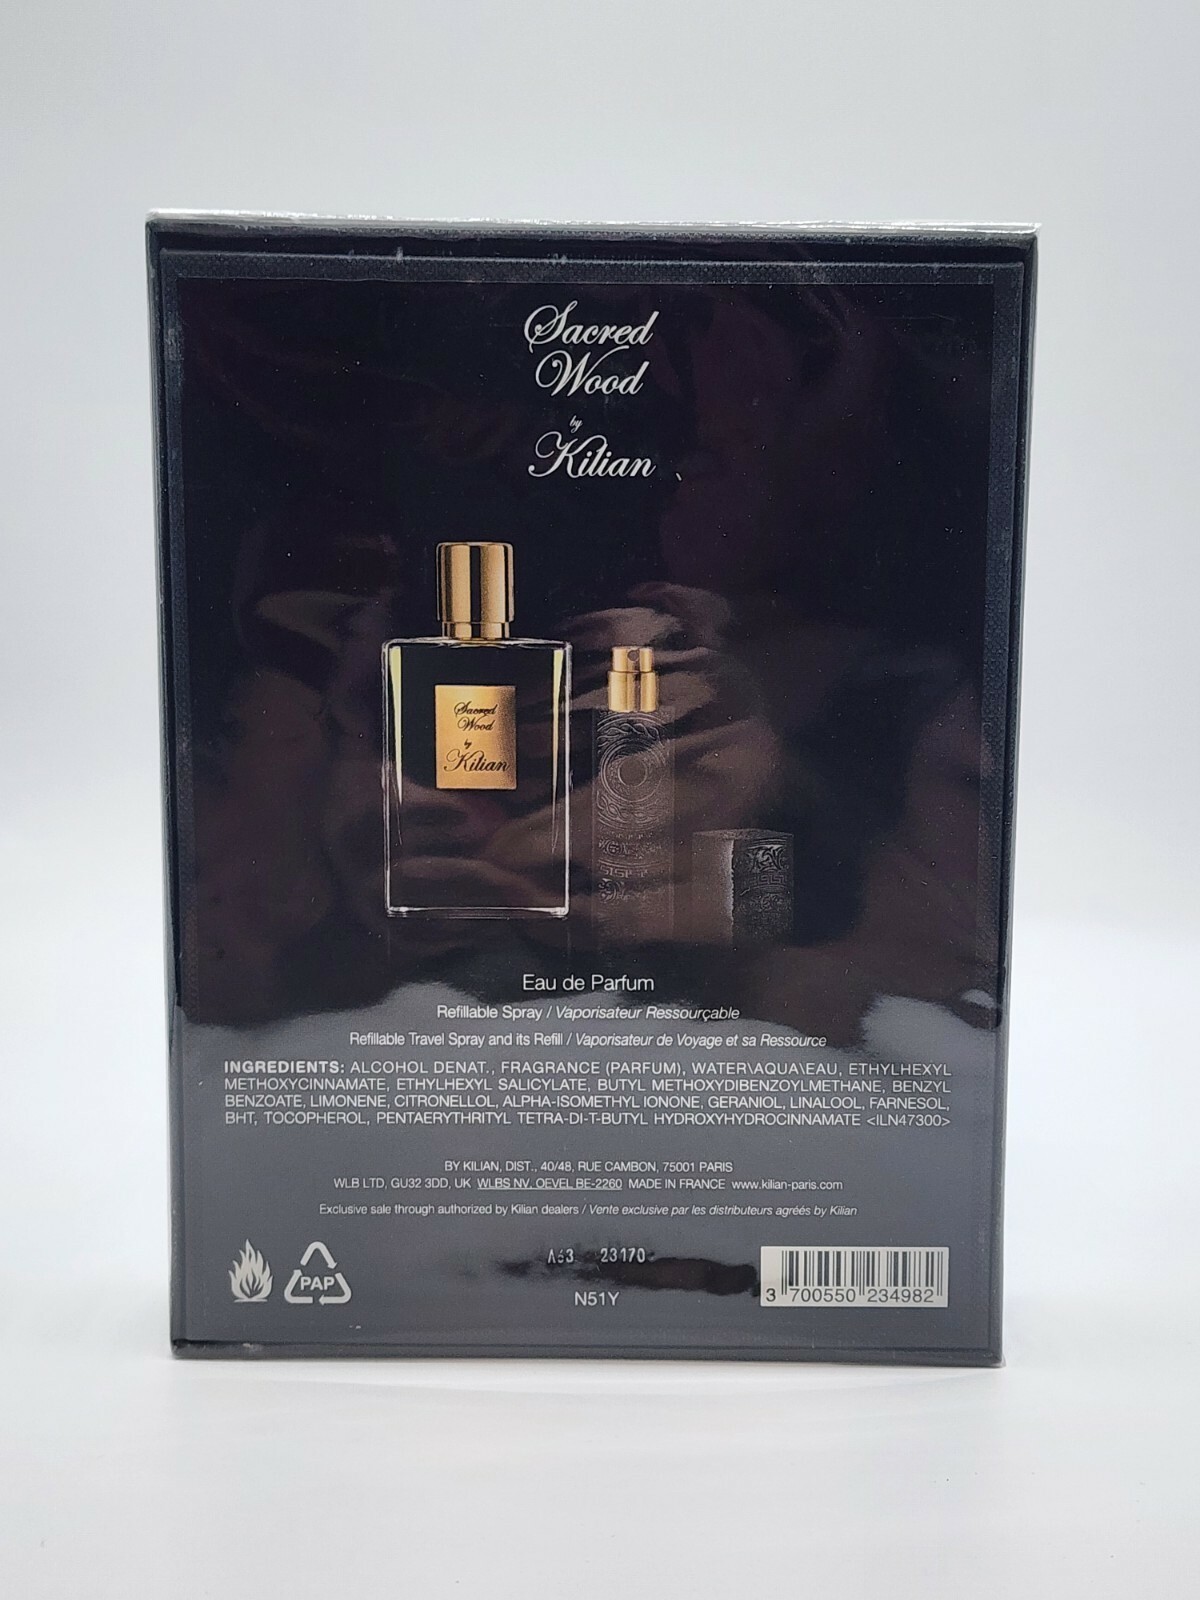 Sacred
Wood
by
Kilian
Sacred
Wood
by
Kilian
Eau de Parfum
Refillable Spray / Vaporisateur Ressourçable
Refillable Travel Spray and its Refill / Vaporisateur de Voyage et sa Ressource
INGREDIENTS: ALCOHOL DENAT., FRAGRANCE (PARFUM), WATER\AQUA\EAU, ETHYLHEXYL
METHOXYCINNAMATE, ETHYLHEXYL SALICYLATE, BUTYL METHOXYDIBENZOYLMETHANE, BENZYL
BENZOATE, LIMONENE, CITRONELLOL, ALPHA-ISOMETHYL IONONE, GERANIOL, LINALOOL, FARNESOL,
BHT, TOCOPHEROL, PENTAERYTHRITYL TETRA-DI-T-BUTYL HYDROXYHYDROCINNAMATE <ILN47300>
BY KILIAN, DIST., 40/48, RUE CAMBON, 75001 PARIS
WLB LTD, GU32 3DD, UK WLBS NV, OEVEL BE-2260 MADE IN FRANCE www.kilian-paris.com
Exclusive sale through authorized by Kilian dealers / Vente exclusive par les distributeurs agréés by Kilian
23170
PAP
N51Y
3 700550 234982